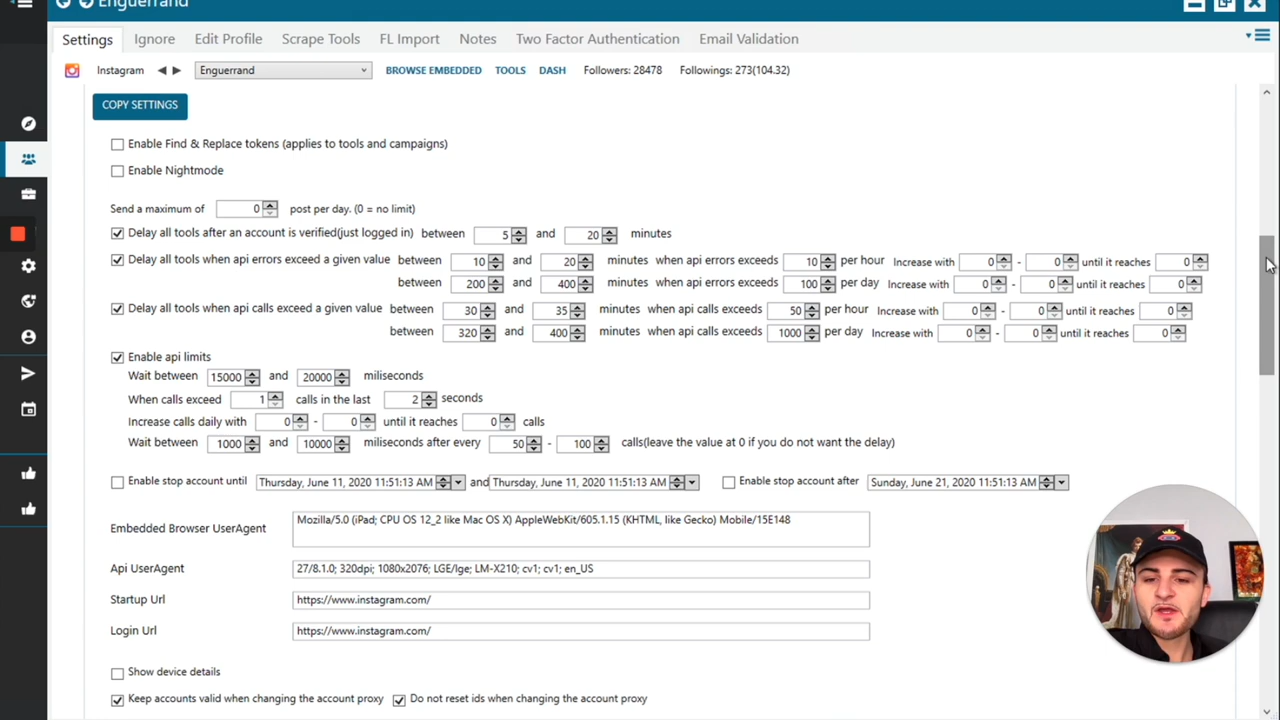 Enguerrand
Settings Ignore Edit Profile Scrape Tools FL Import Notes Two Factor Authentication Email Validation
Instagram Enguerrand BROWSE EMBEDDED TOOLS DASH Followers: 28478 Followings: 273(104.32)
COPY SETTINGS
Enable Find & Replace tokens (applies to tools and campaigns)
Enable Nightmode
Send a maximum of 0 post per day. (0 = no limit)
Delay all tools after an account is verified(just logged in) between 5 and 20 minutes
Delay all tools when api errors exceed a given value between 10 and 20 minutes when api errors exceeds 10 per hour Increase with 0 - 0 until it reaches 0
between 200 and 400 minutes when api errors exceeds 100 per day Increase with 0 - 0 until it reaches 0
Delay all tools when api calls exceed a given value between 30 and 35 minutes when api calls exceeds 50 per hour Increase with 0 - 0 until it reaches 0
between 320 and 400 minutes when api calls exceeds 1000 per day Increase with 0 - 0 until it reaches 0
Enable api limits
Wait between 15000 and 20000 miliseconds
When calls exceed 1 calls in the last 2 seconds
Increase calls daily with 0 - 0 until it reaches 0 calls
Wait between 1000 and 10000 miliseconds after every 50 - 100 calls(leave the value at 0 if you do not want the delay)
Enable stop account until Thursday, June 11, 2020 11:51:13 AM and Thursday, June 11, 2020 11:51:13 AM Enable stop account after Sunday, June 21, 2020 11:51:13 AM
Embedded Browser UserAgent Mozilla/5.0 (iPad; CPU OS 12_2 like Mac OS X) AppleWebKit/605.1.15 (KHTML, like Gecko) Mobile/15E148
Api UserAgent 27/8.1.0; 320dpi; 1080x2076; LGE/lge; LM-X210; cv1; cv1; en_US
Startup Url https://www.instagram.com/
Login Url https://www.instagram.com/
Show device details
Keep accounts valid when changing the account proxy Do not reset ids when changing the account proxy